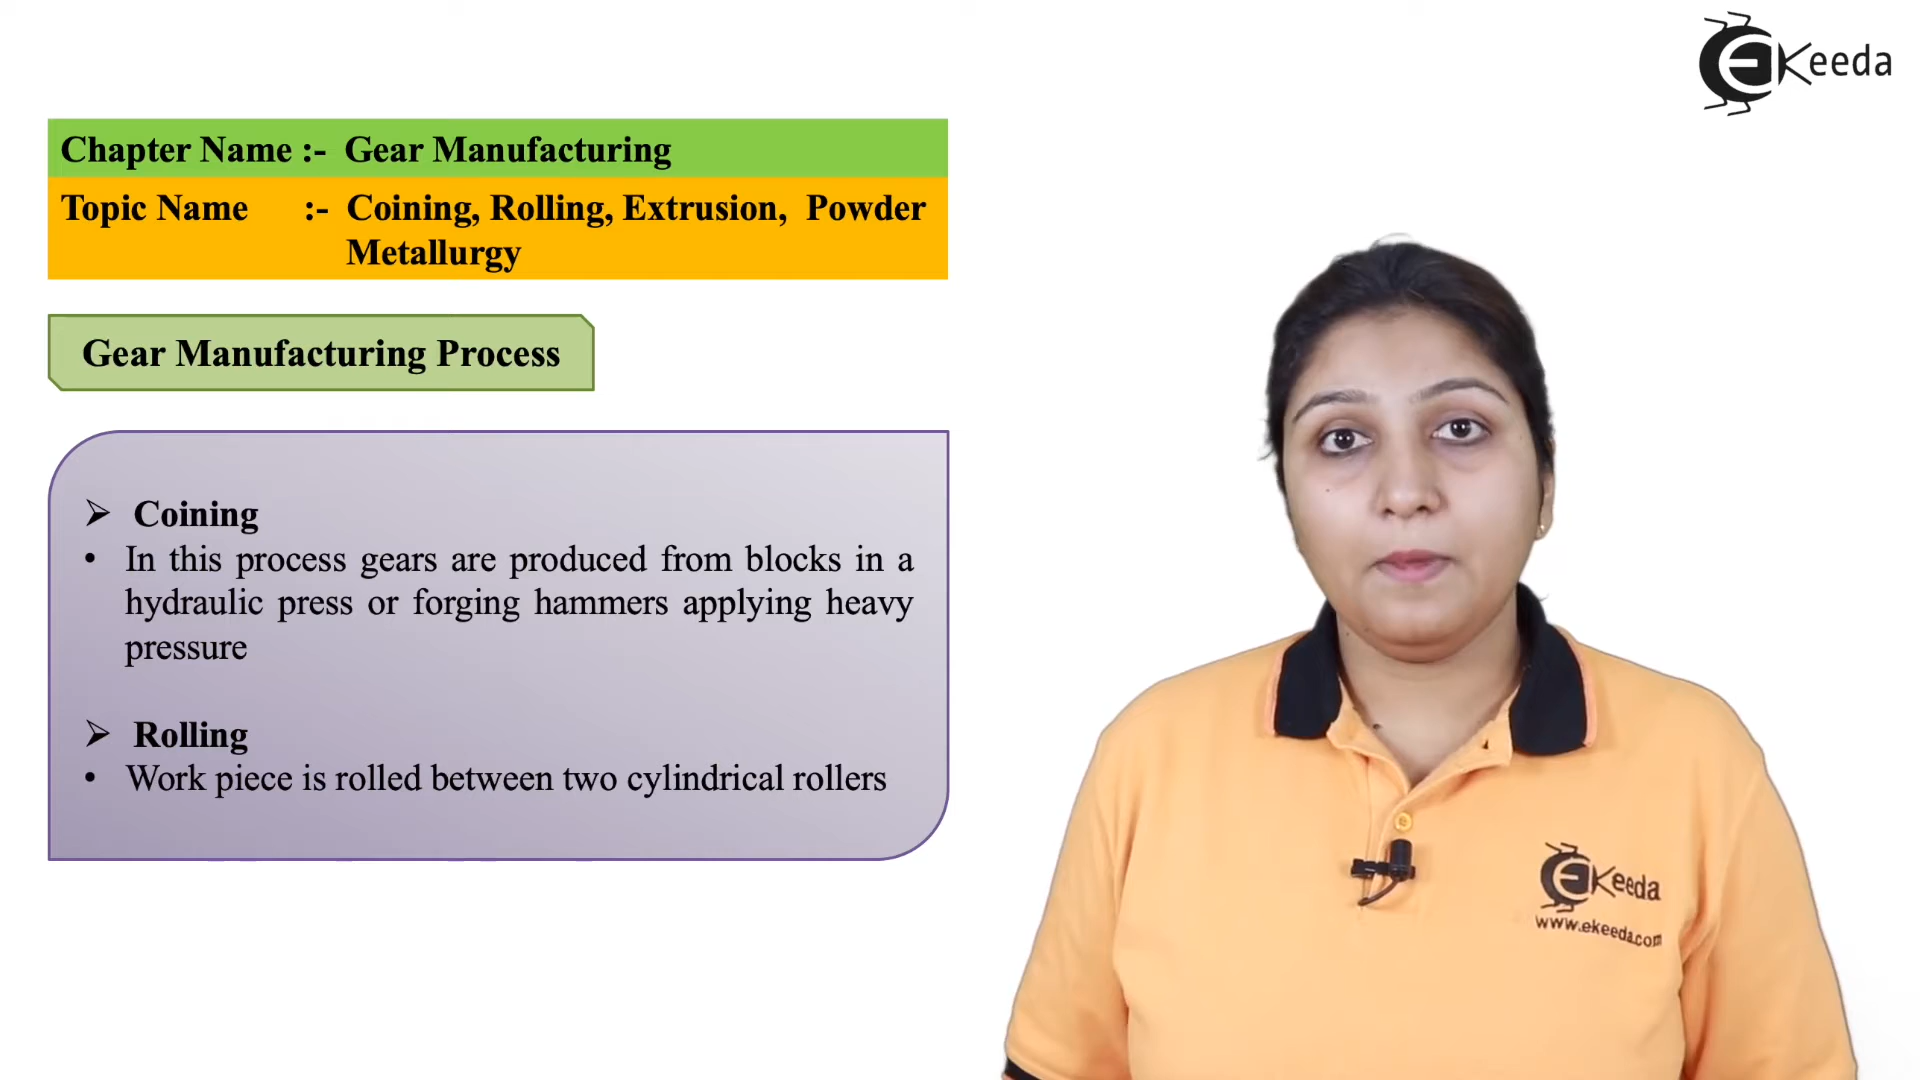 EKeeda
Chapter Name :- Gear Manufacturing
Topic Name :- Coining, Rolling, Extrusion, Powder
Metallurgy
Gear Manufacturing Process
➢ Coining
• In this process gears are produced from blocks in a
hydraulic press or forging hammers applying heavy
pressure
➢ Rolling
• Work piece is rolled between two cylindrical rollers
EKeeda
www.ekeeda.com